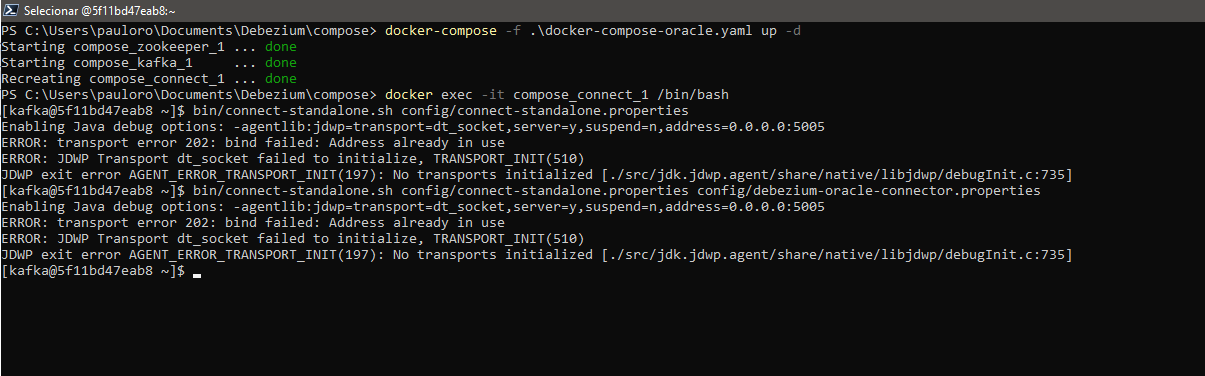 Selecionar @5f11bd47eab8:~
PS C:\Users\pauloro\Documents\Debezium\compose> docker-compose -f .\docker-compose-oracle.yaml up -d
Starting compose_zookeeper_1 ... done
Starting compose_kafka_1     ... done
Recreating compose_connect_1 ... done
PS C:\Users\pauloro\Documents\Debezium\compose> docker exec -it compose_connect_1 /bin/bash
[kafka@5f11bd47eab8 ~]$ bin/connect-standalone.sh config/connect-standalone.properties
Enabling Java debug options: -agentlib:jdwp=transport=dt_socket,server=y,suspend=n,address=0.0.0.0:5005
ERROR: transport error 202: bind failed: Address already in use
ERROR: JDWP Transport dt_socket failed to initialize, TRANSPORT_INIT(510)
JDWP exit error AGENT_ERROR_TRANSPORT_INIT(197): No transports initialized [./src/jdk.jdwp.agent/share/native/libjdwp/debugInit.c:735]
[kafka@5f11bd47eab8 ~]$ bin/connect-standalone.sh config/connect-standalone.properties config/debezium-oracle-connector.properties
Enabling Java debug options: -agentlib:jdwp=transport=dt_socket,server=y,suspend=n,address=0.0.0.0:5005
ERROR: transport error 202: bind failed: Address already in use
ERROR: JDWP Transport dt_socket failed to initialize, TRANSPORT_INIT(510)
JDWP exit error AGENT_ERROR_TRANSPORT_INIT(197): No transports initialized [./src/jdk.jdwp.agent/share/native/libjdwp/debugInit.c:735]
[kafka@5f11bd47eab8 ~]$